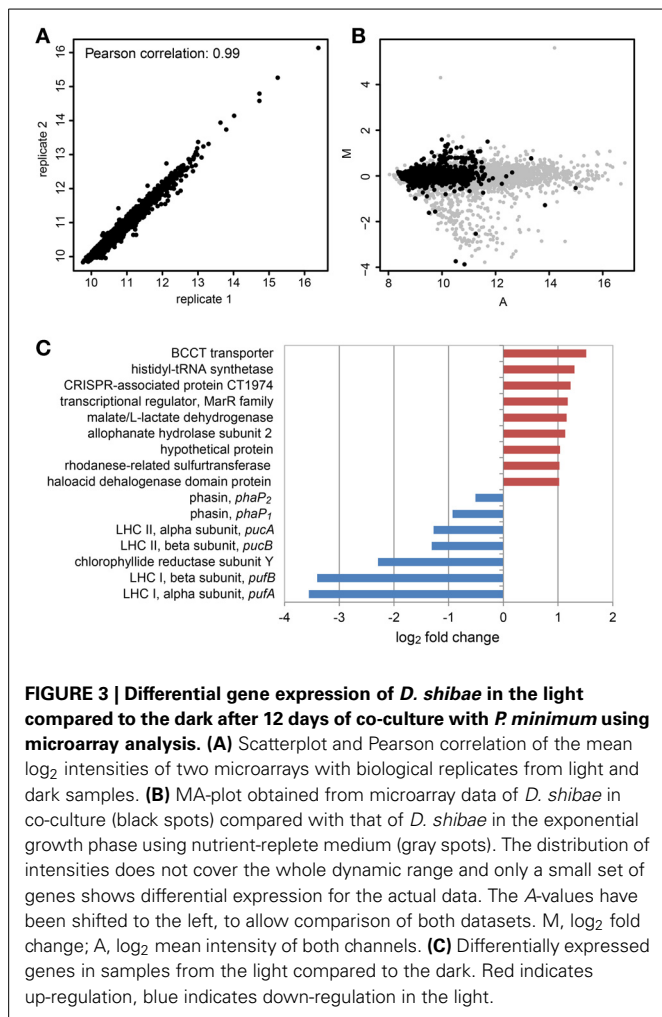 A
Pearson correlation: 0.99
16
15
14
13
12
11
10
replicate 2
10 11 12 13 14 15 16
replicate 1
B
4
2
0
-2
-4
M
8 10 12 14 16
A
C
BCCT transporter
histidyl-tRNA synthetase
CRISPR-associated protein CT1974
transcriptional regulator, MarR family
malate/L-lactate dehydrogenase
allophanate hydrolase subunit 2
hypothetical protein
rhodanese-related sulfurtransferase
haloacid dehalogenase domain protein
phasin, phaP2
phasin, phaP1
LHC II, alpha subunit, pucA
LHC II, beta subunit, pucB
chlorophyllide reductase subunit Y
LHC I, beta subunit, pufB
LHC I, alpha subunit, pufA
-4 -3 -2 -1 0 1 2
log2 fold change
FIGURE 3 | Differential gene expression of D. shibae in the light
compared to the dark after 12 days of co-culture with P. minimum using
microarray analysis. (A) Scatterplot and Pearson correlation of the mean
log2 intensities of two microarrays with biological replicates from light and
dark samples. (B) MA-plot obtained from microarray data of D. shibae in
co-culture (black spots) compared with that of D. shibae in the exponential
growth phase using nutrient-replete medium (gray spots). The distribution of
intensities does not cover the whole dynamic range and only a small set of
genes shows differential expression for the actual data. The A-values have
been shifted to the left, to allow comparison of both datasets. M, log2 fold
change; A, log2 mean intensity of both channels. (C) Differentially expressed
genes in samples from the light compared to the dark. Red indicates
up-regulation, blue indicates down-regulation in the light.